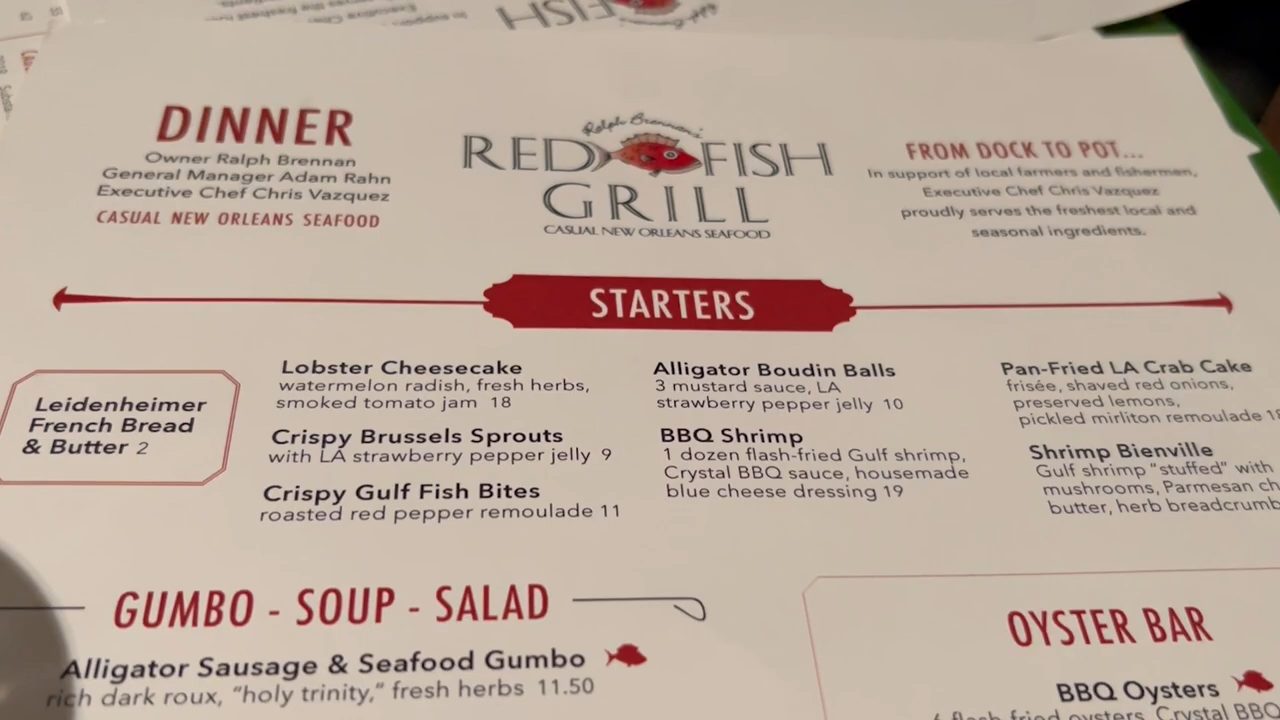 DINNER
Owner Ralph Brennan
General Manager Adam Rahn
Executive Chef Chris Vazquez
CASUAL NEW ORLEANS SEAFOOD
Ralph Brennan's
RED FISH
GRILL
CASUAL NEW ORLEANS SEAFOOD
FROM DOCK TO POT...
In support of local farmers and fishermen,
Executive Chef Chris Vazquez
proudly serves the freshest local and
seasonal ingredients.
STARTERS
Leidenheimer
French Bread
& Butter 2
Lobster Cheesecake
watermelon radish, fresh herbs,
smoked tomato jam 18
Crispy Brussels Sprouts
with LA strawberry pepper jelly 9
Crispy Gulf Fish Bites
roasted red pepper remoulade 11
Alligator Boudin Balls
3 mustard sauce, LA
strawberry pepper jelly 10
BBQ Shrimp
1 dozen flash-fried Gulf shrimp,
Crystal BBQ sauce, housemade
blue cheese dressing 19
Pan-Fried LA Crab Cake
frisée, shaved red onions,
preserved lemons,
pickled mirliton remoulade
Shrimp Bienville
Gulf shrimp "stuffed" with
mushrooms, Parmesan
butter, herb
GUMBO - SOUP - SALAD
Alligator Sausage & Seafood Gumbo
rich dark roux, "holy trinity," fresh herbs 11.50
OYSTER BAR
BBQ Oysters
flash fried oysters, Crystal BBQ